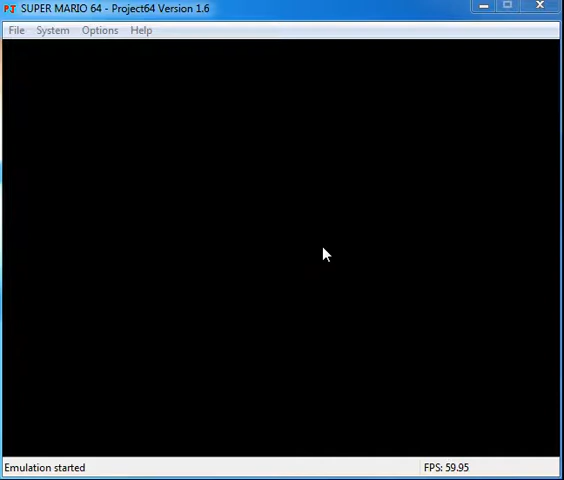 SUPER MARIO 64 - Project64 Version 1.6
File System Options Help
Emulation started FPS: 59.95